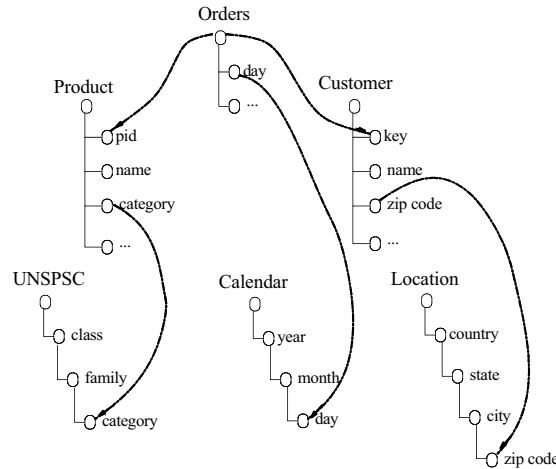 Orders
day
...
Product
pid
name
category
...
Customer
key
name
zip code
...
UNSPSC
class
family
category
Calendar
year
month
day
Location
country
state
city
zip code